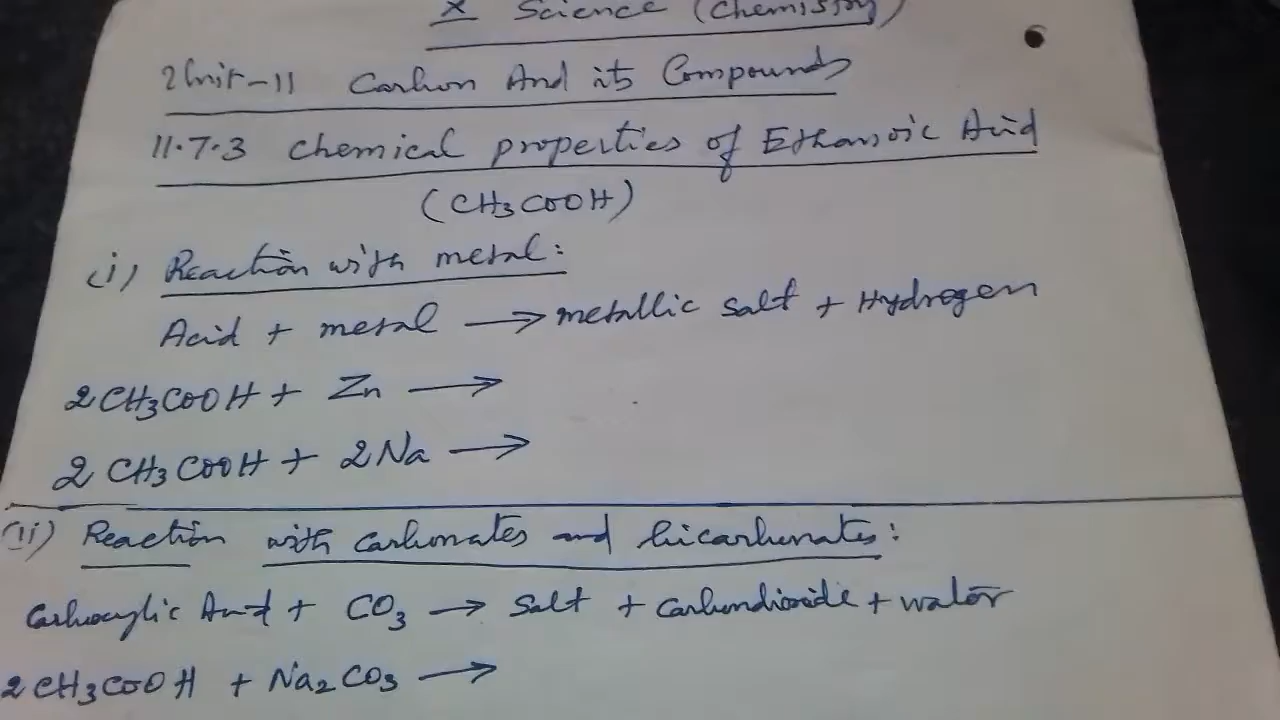 X Science (Chemistry)
Unit-11 Carbon And its Compounds
11.7.3 Chemical properties of Ethanoic Acid
(CH3COOH)
(i) Reaction with metal:
Acid + metal → metallic salt + Hydrogen
2CH3COOH + Zn →
2 CH3COOH + 2Na →
(ii) Reaction with carbonates and bicarbonates:
Carboxylic Acid + CO3 → Salt + Carbondioxide + water
2CH3COOH + Na2CO3 →